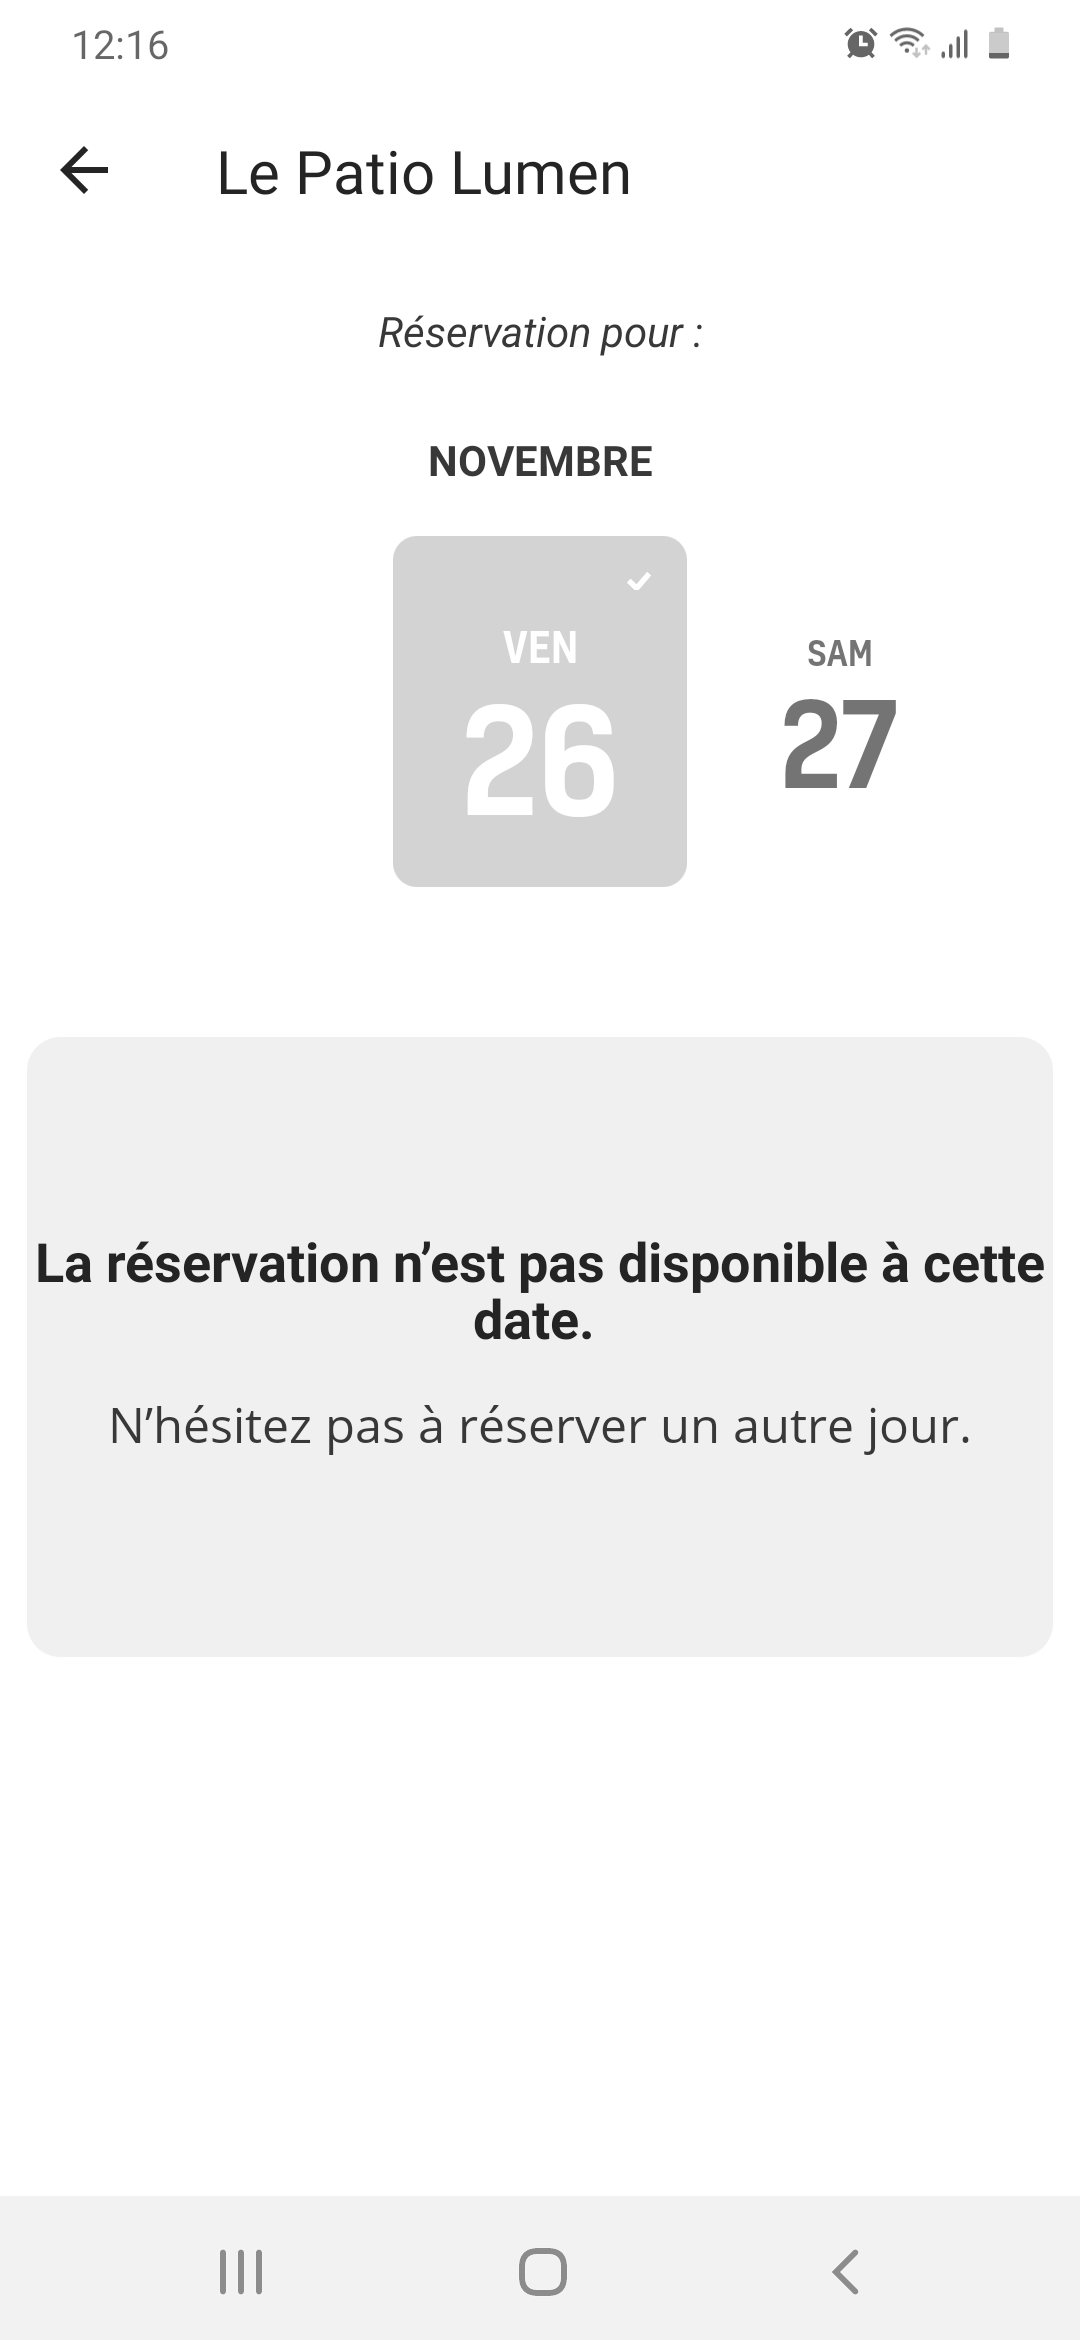 12:16
Le Patio Lumen
Réservation pour :
NOVEMBRE
VEN
SAM
26
27
La réservation n’est pas disponible à cette
date.
N’hésitez pas à réserver un autre jour.